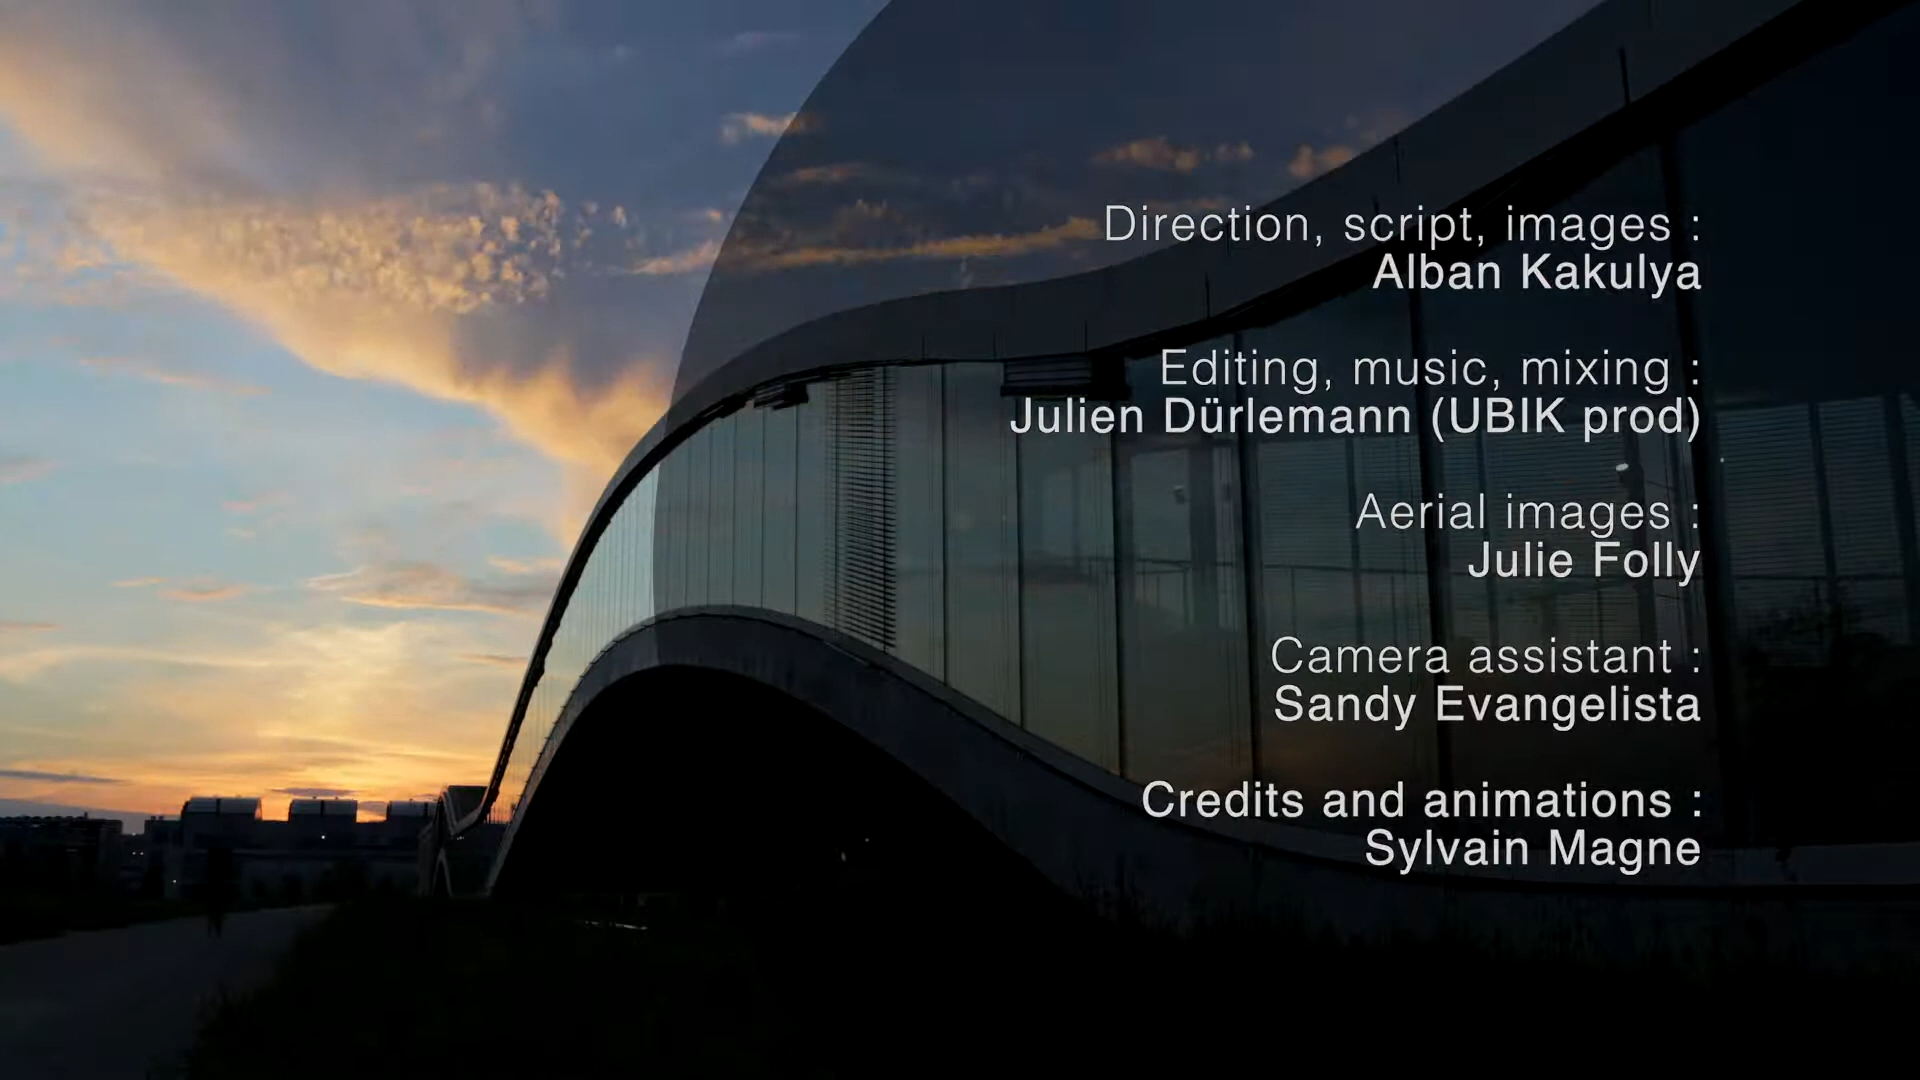 Direction, script, images :
Alban Kakulya
Editing, music, mixing :
Julien Dürlemann (UBIK prod)
Aerial images :
Julie Folly
Camera assistant :
Sandy Evangelista
Credits and animations :
Sylvain Magne